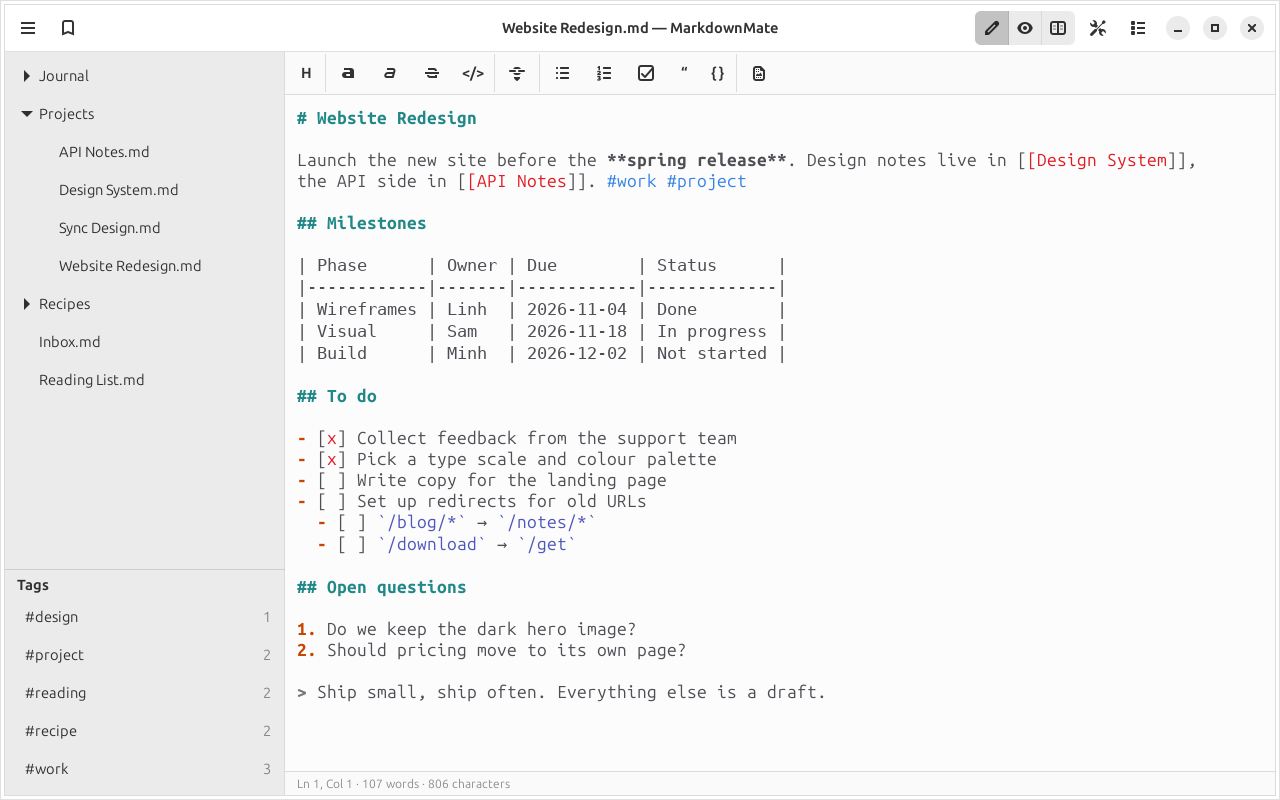 Website Redesign.md — MarkdownMate
Journal
Projects
API Notes.md
Design System.md
Sync Design.md
Website Redesign.md
Recipes
Inbox.md
Reading List.md
Tags
#design 1
#project 2
#reading 2
#recipe 2
#work 3
H a a S </> “ {}
# Website Redesign
Launch the new site before the **spring release**. Design notes live in [[Design System]],
the API side in [[API Notes]]. #work #project
## Milestones
| Phase      | Owner | Due        | Status      |
|------------|-------|------------|-------------|
| Wireframes | Linh  | 2026-11-04 | Done        |
| Visual     | Sam   | 2026-11-18 | In progress |
| Build      | Minh  | 2026-12-02 | Not started |
## To do
- [x] Collect feedback from the support team
- [x] Pick a type scale and colour palette
- [ ] Write copy for the landing page
- [ ] Set up redirects for old URLs
  - [ ] `/blog/*` → `/notes/*`
  - [ ] `/download` → `/get`
## Open questions
1. Do we keep the dark hero image?
2. Should pricing move to its own page?
> Ship small, ship often. Everything else is a draft.
Ln 1, Col 1 · 107 words · 806 characters